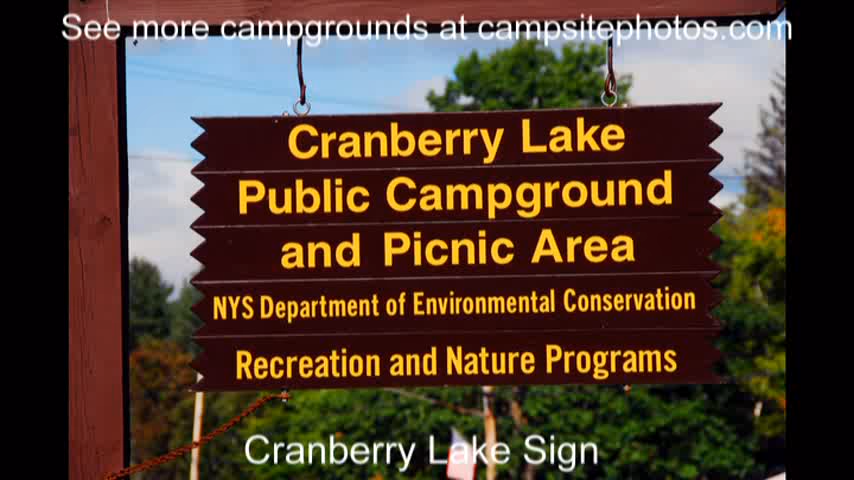 See more campgrounds at campsitephotos.com
Cranberry Lake
Public Campground
and Picnic Area
NYS Department of Environmental Conservation
Recreation and Nature Programs
Cranberry Lake Sign